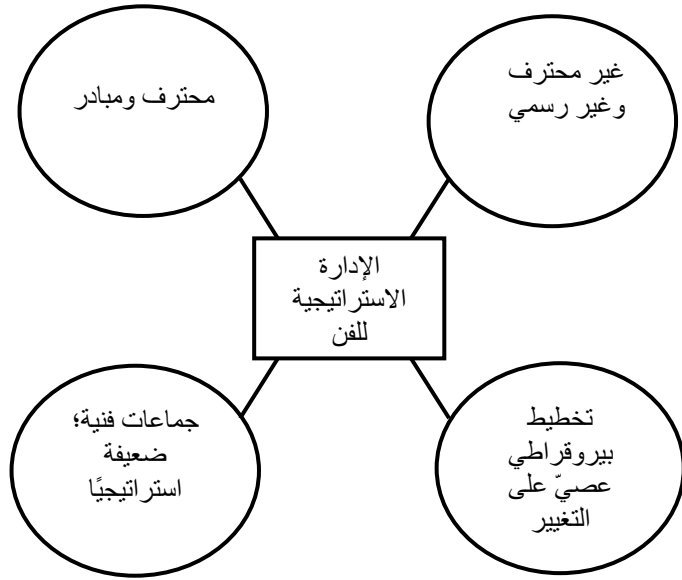 غير محترف
وغير رسمي
محترف ومبادر
الإدارة
الاستراتيجية
للفن
تخطيط
بيروقراطي
عصيّ على
التغيير
جماعات فنية؛
ضعيفة
استراتيجيًا